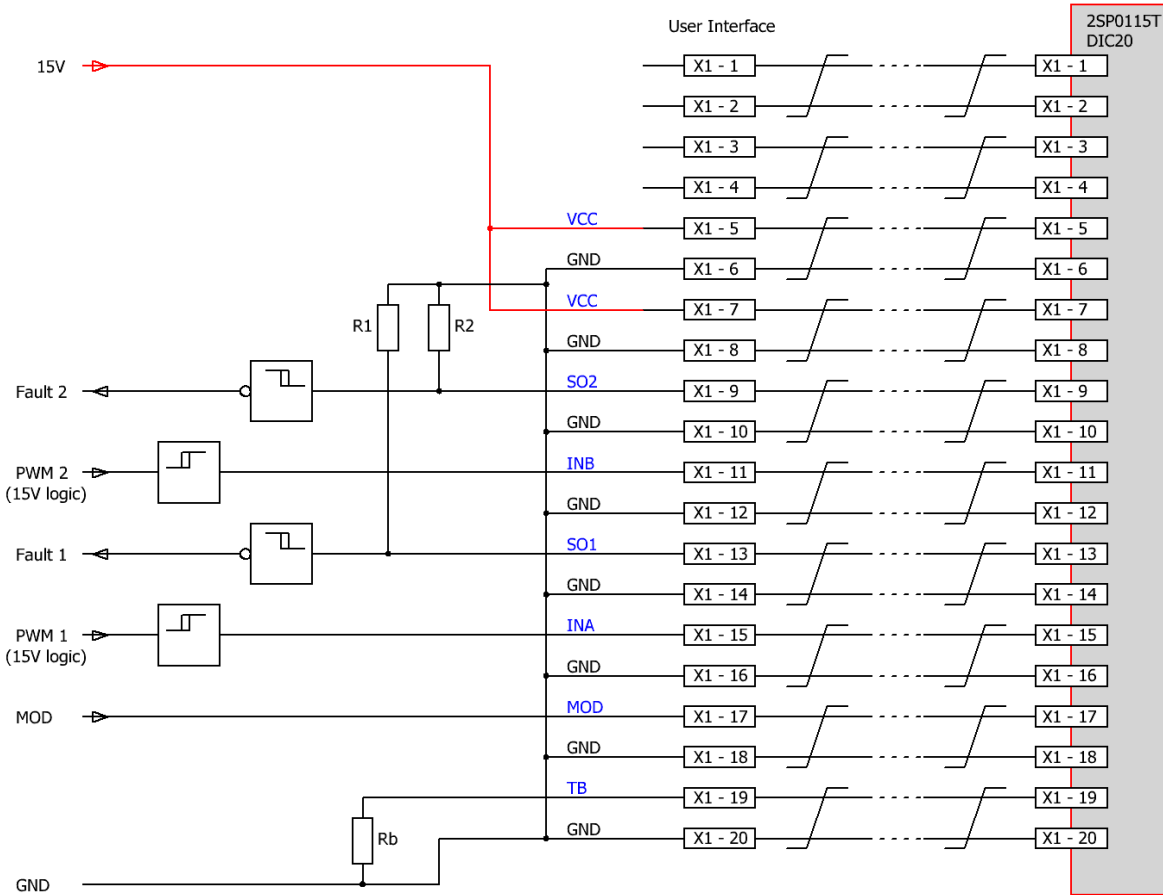 User Interface
2SP0115T
DIC20
15V
X1 - 1
X1 - 1
X1 - 2
X1 - 2
X1 - 3
X1 - 3
X1 - 4
X1 - 4
VCC
X1 - 5
X1 - 5
GND
X1 - 6
X1 - 6
R1
R2
VCC
X1 - 7
X1 - 7
GND
X1 - 8
X1 - 8
Fault 2
SO2
X1 - 9
X1 - 9
GND
X1 - 10
X1 - 10
PWM 2
(15V logic)
INB
X1 - 11
X1 - 11
GND
X1 - 12
X1 - 12
Fault 1
SO1
X1 - 13
X1 - 13
GND
X1 - 14
X1 - 14
PWM 1
(15V logic)
INA
X1 - 15
X1 - 15
GND
X1 - 16
X1 - 16
MOD
MOD
X1 - 17
X1 - 17
GND
X1 - 18
X1 - 18
TB
X1 - 19
X1 - 19
Rb
GND
X1 - 20
X1 - 20
GND